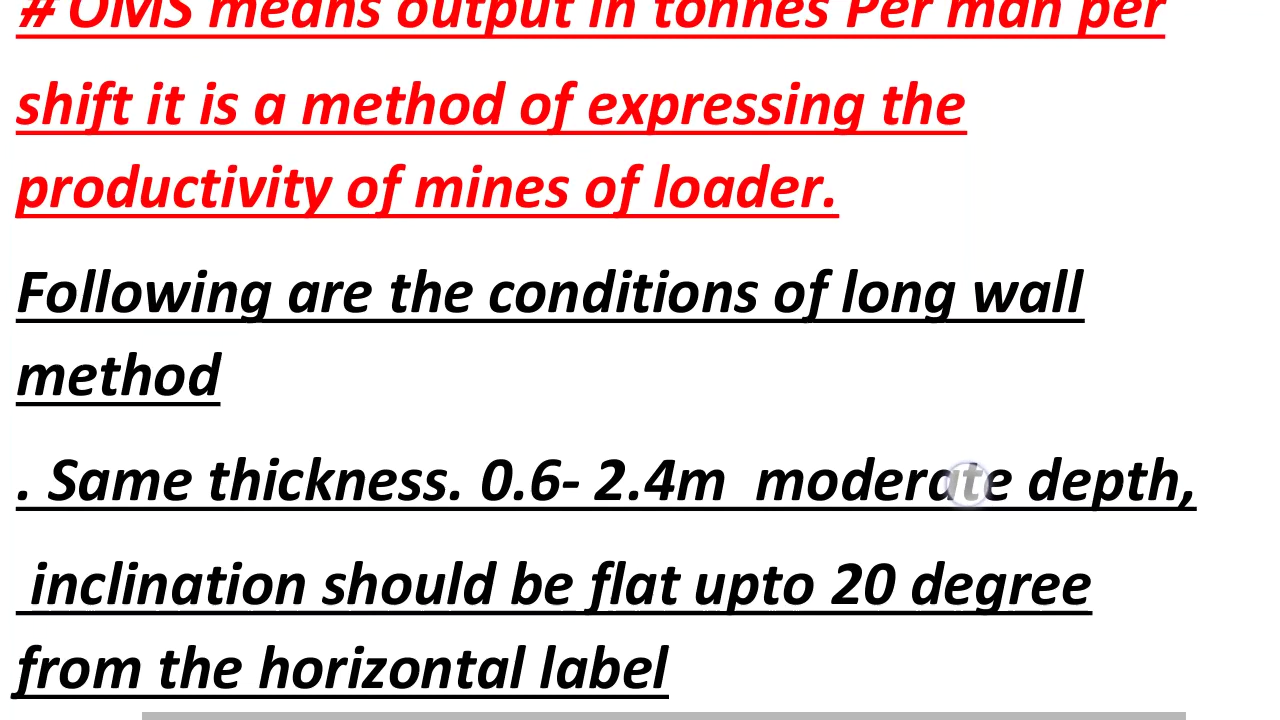 #OMS means output in tonnes Per man per
shift it is a method of expressing the
productivity of mines of loader.
Following are the conditions of long wall
method
. Same thickness. 0.6- 2.4m moderate depth,
inclination should be flat upto 20 degree
from the horizontal label